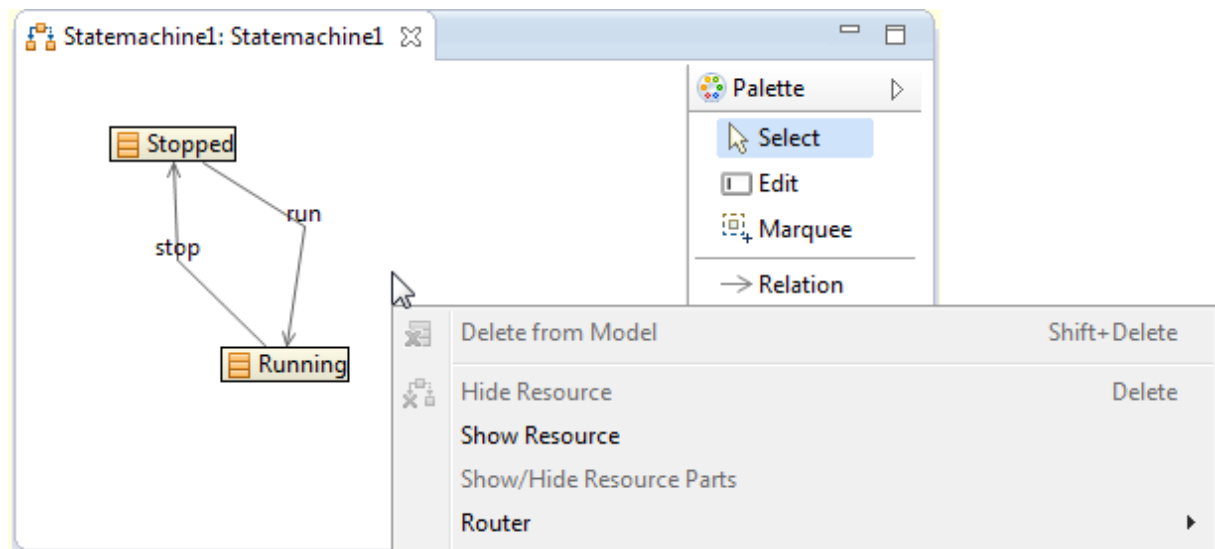 Statemachine1: Statemachine1
Palette
Stopped
Select
Edit
run
Marquee
stop
Relation
Delete from Model Shift+Delete
Running
Hide Resource Delete
Show Resource
Show/Hide Resource Parts
Router